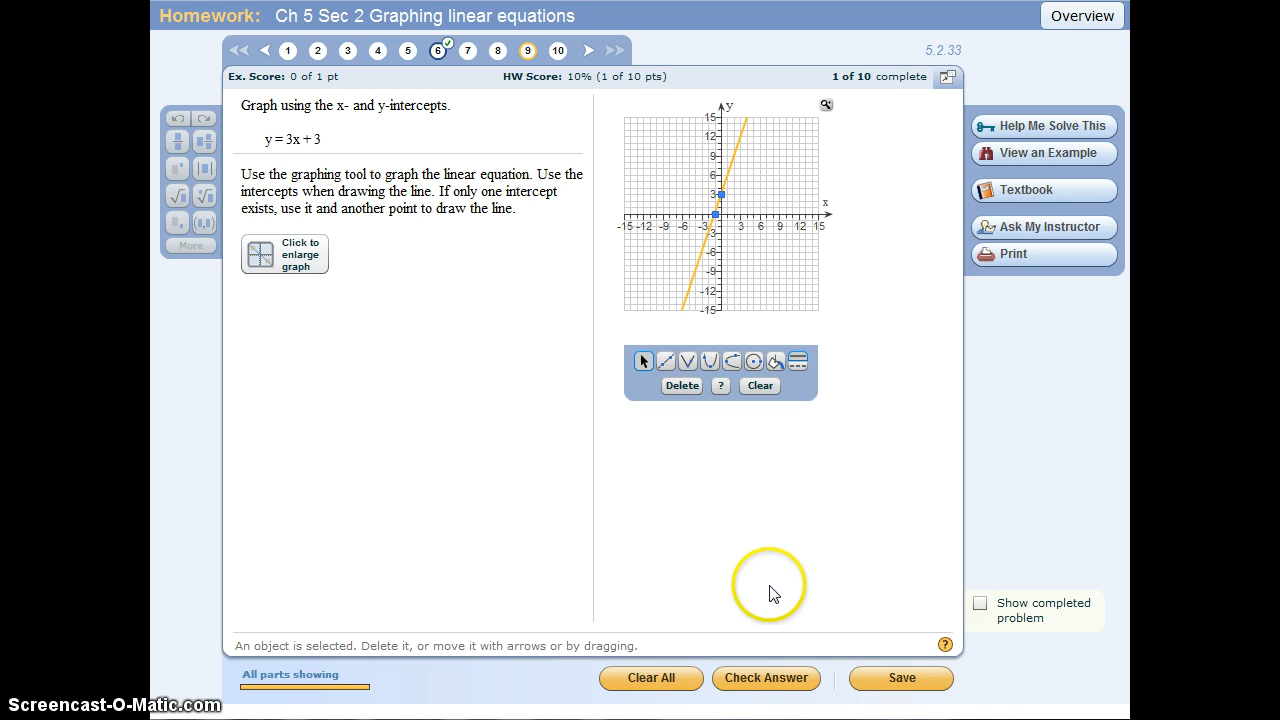 Homework: Ch 5 Sec 2 Graphing linear equations
Overview
1 2 3 4 5 6 7 8 9 10
5.2.33
Ex. Score: 0 of 1 pt
HW Score: 10% (1 of 10 pts)
1 of 10 complete
Graph using the x- and y-intercepts.
y = 3x + 3
Use the graphing tool to graph the linear equation. Use the
intercepts when drawing the line. If only one intercept
exists, use it and another point to draw the line.
Click to
enlarge
graph
More
y
15
12
9
6
3
x
-15 -12 -9 -6 -3 3 6 9 12 15
-3
-6
-9
-12
-15
Delete ? Clear
Help Me Solve This
View an Example
Textbook
Ask My Instructor
Print
Show completed
problem
An object is selected. Delete it, or move it with arrows or by dragging.
?
All parts showing
Clear All
Check Answer
Save
Screencast-O-Matic.com